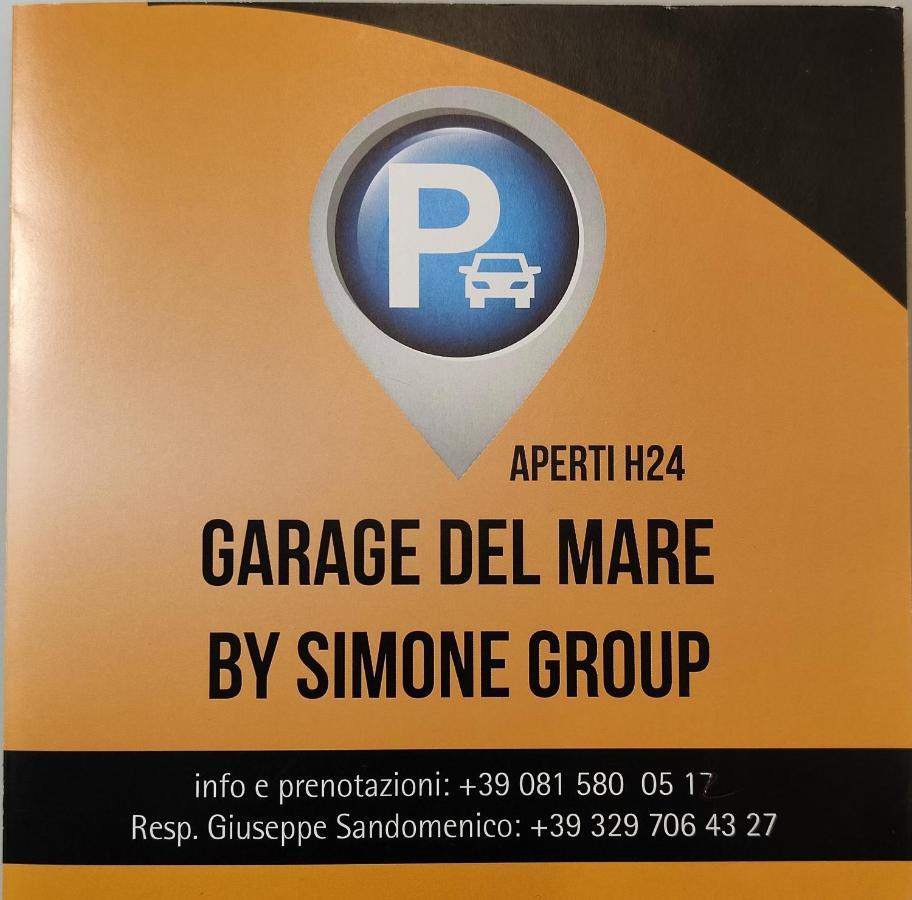 P
APERTI H24
GARAGE DEL MARE
BY SIMONE GROUP
info e prenotazioni: +39 081 580 05 12
Resp. Giuseppe Sandomenico: +39 329 706 43 27